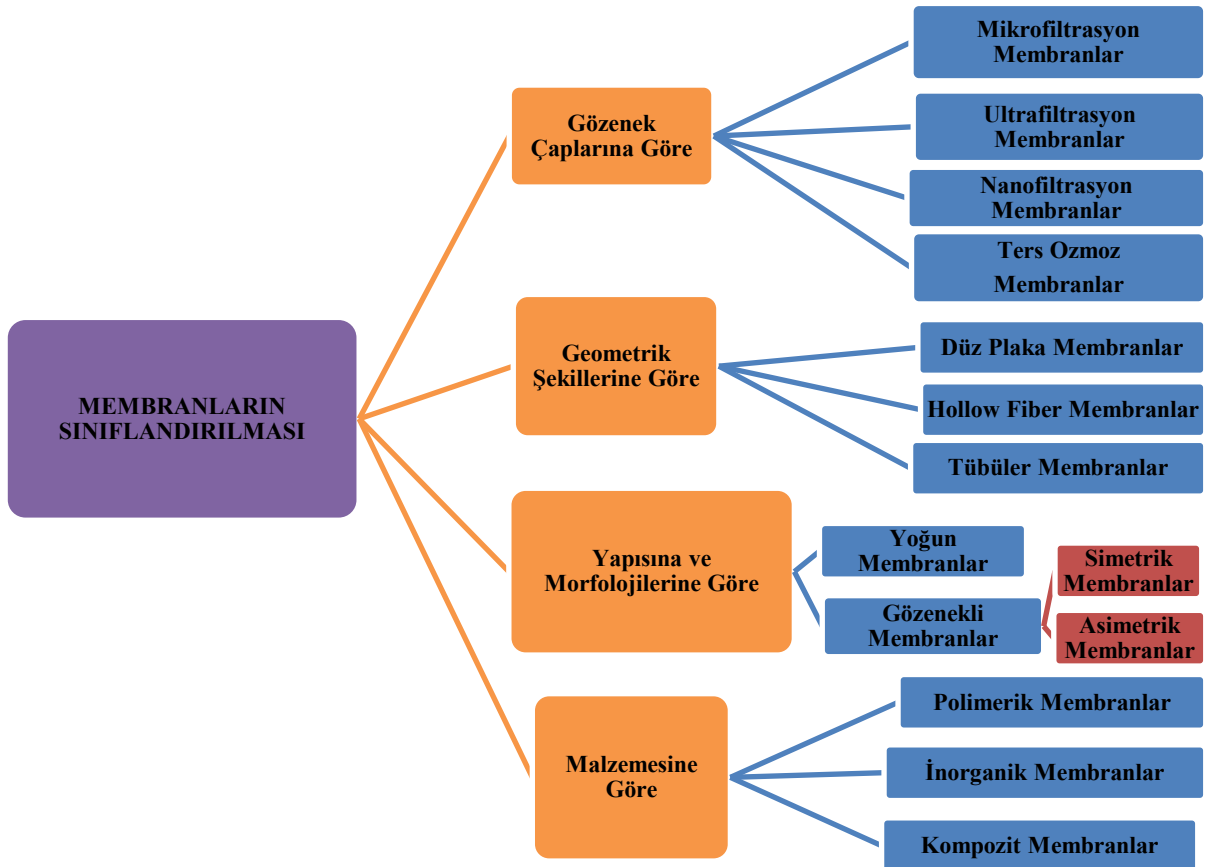 MEMBRANLARIN
SINIFLANDIRILMASI
Gözenek
Çaplarına Göre
Mikrofiltrasyon
Membranlar
Ultrafiltrasyon
Membranlar
Nanofiltrasyon
Membranlar
Ters Ozmoz
Membranlar
Geometrik
Şekillerine Göre
Düz Plaka Membranlar
Hollow Fiber Membranlar
Tübüler Membranlar
Yapısına ve
Morfolojilerine Göre
Yoğun
Membranlar
Gözenekli
Membranlar
Simetrik
Membranlar
Asimetrik
Membranlar
Malzemesine
Göre
Polimerik Membranlar
İnorganik Membranlar
Kompozit Membranlar